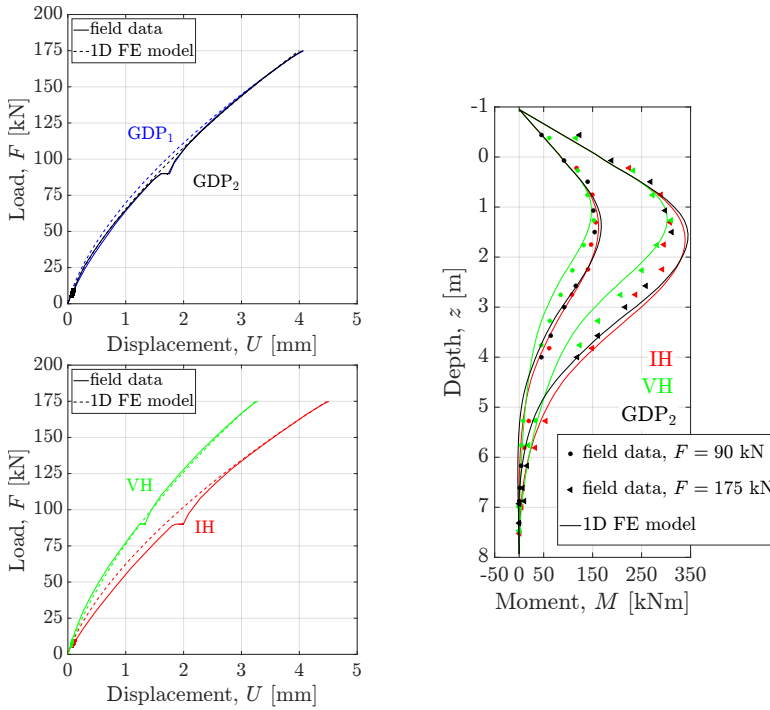 field data
1D FE model
GDP₁
GDP₂
Load, F [kN]
0
25
50
75
100
125
150
175
200
0 1 2 3 4 5
Displacement, U [mm]
field data
1D FE model
VH
IH
Load, F [kN]
0
25
50
75
100
125
150
175
200
0 1 2 3 4 5
Displacement, U [mm]
-1
0
1
2
3
4
5
6
7
8
Depth, z [m]
IH
VH
GDP₂
field data, F = 90 kN
field data, F = 175 kN
1D FE model
-50 0 50 150 250 350
Moment, M [kNm]